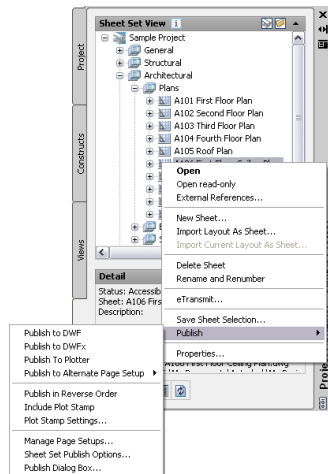 Sheet Set View
Sample Project
General
Structural
Architectural
Plans
A101 First Floor Plan
A102 Second Floor Plan
A103 Third Floor Plan
A104 Fourth Floor Plan
A105 Roof Plan
Project
Constructs
Views
Open
Open read-only
External References...
New Sheet...
Import Layout As Sheet...
Import Current Layout As Sheet...
Delete Sheet
Rename and Renumber
eTransmit...
Save Sheet Selection...
Publish
Properties...
Detail
Status: Accessib
Sheet: A106 Firs
Description:
Publish to DWF
Publish to DWFx
Publish To Plotter
Publish to Alternate Page Setup
Publish in Reverse Order
Include Plot Stamp
Plot Stamp Settings...
Manage Page Setups...
Sheet Set Publish Options...
Publish Dialog Box...